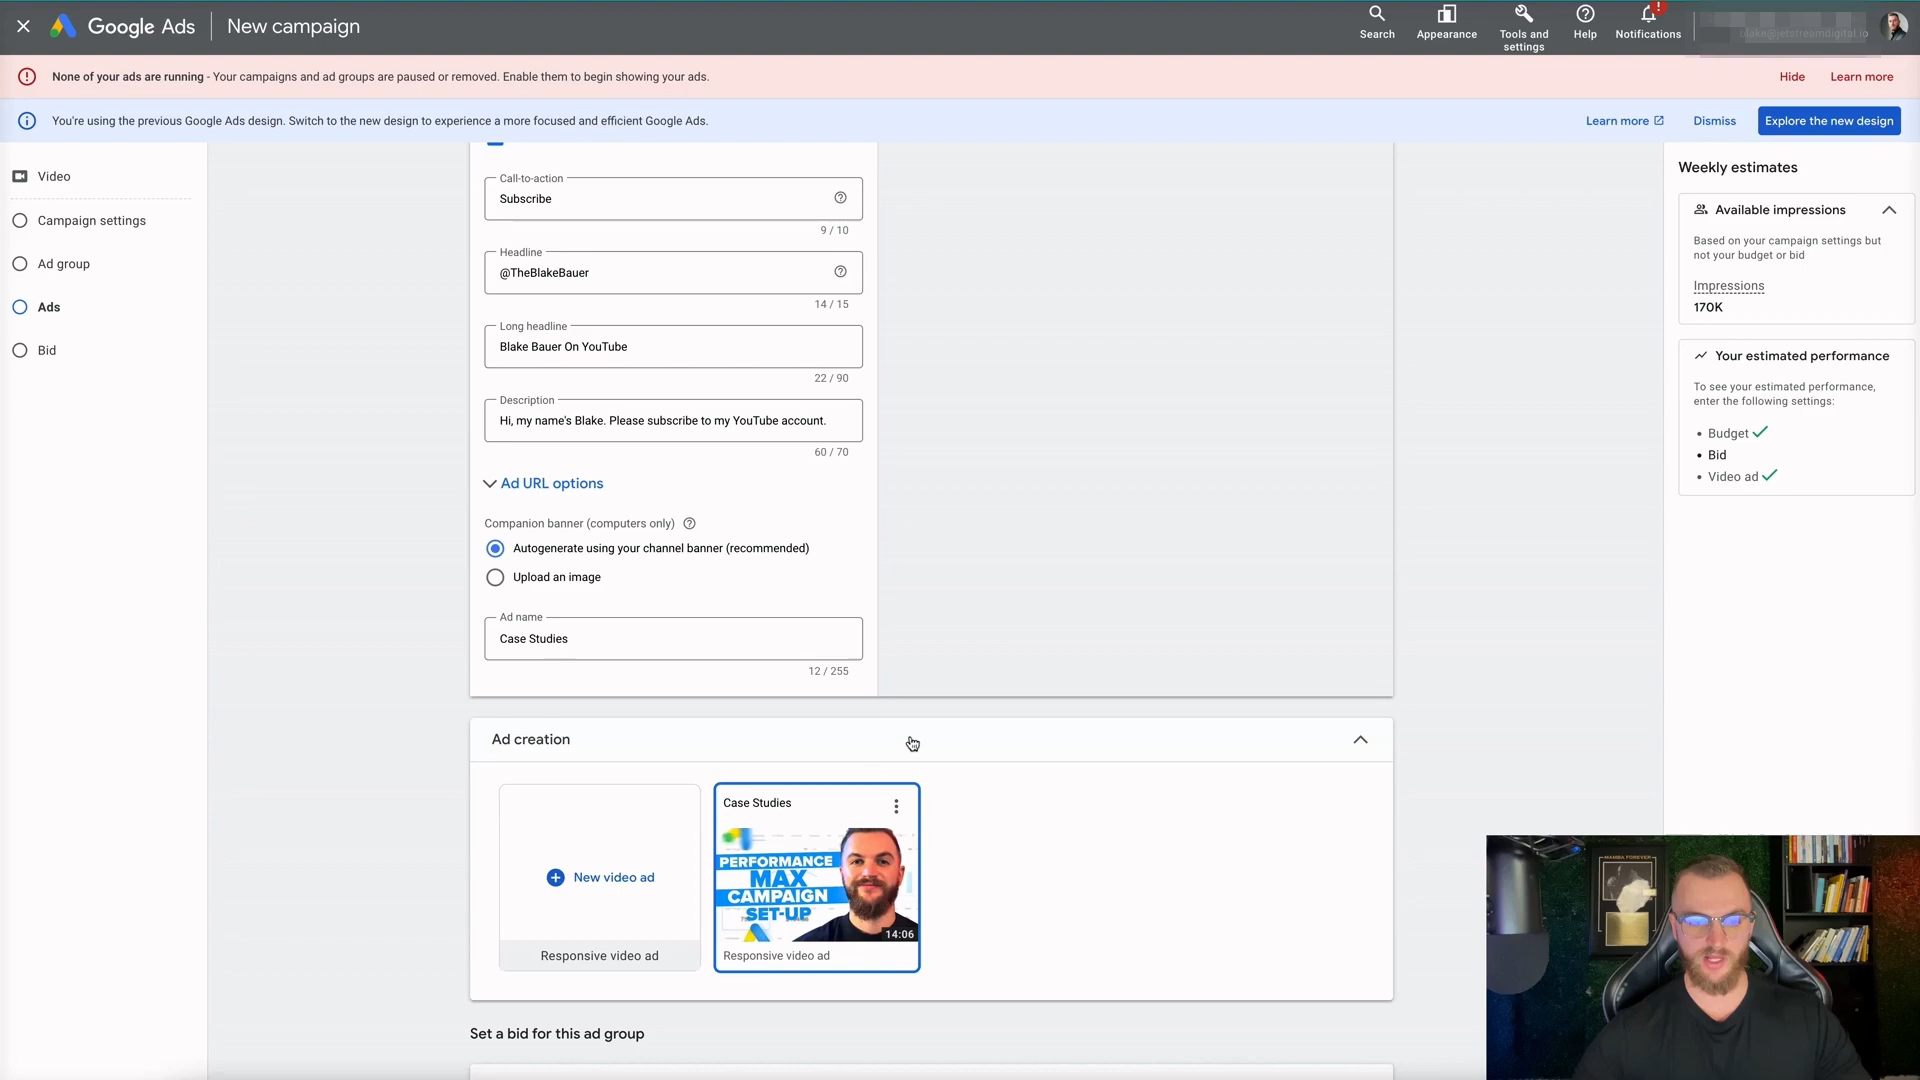 Google Ads
New campaign
Search
Appearance
Tools and
settings
Help
!
Notifications
blake@jetstreamdigital.io
None of your ads are running - Your campaigns and ad groups are paused or removed. Enable them to begin showing your ads.
Hide
Learn more
You're using the previous Google Ads design. Switch to the new design to experience a more focused and efficient Google Ads.
Learn more
Dismiss
Explore the new design
Video
Campaign settings
Ad group
Ads
Bid
Call-to-action
Subscribe
9 / 10
Headline
@TheBlakeBauer
14 / 15
Long headline
Blake Bauer On YouTube
22 / 90
Description
Hi, my name's Blake. Please subscribe to my YouTube account.
60 / 70
Ad URL options
Companion banner (computers only)
Autogenerate using your channel banner (recommended)
Upload an image
Ad name
Case Studies
12 / 255
Ad creation
New video ad
Responsive video ad
Case Studies
PERFORMANCE
MAX
CAMPAIGN
SET-UP
14:06
Responsive video ad
Set a bid for this ad group
Weekly estimates
Available impressions
Based on your campaign settings but
not your budget or bid
Impressions
170K
Your estimated performance
To see your estimated performance,
enter the following settings:
• Budget
• Bid
• Video ad
MAMBA FOREVER